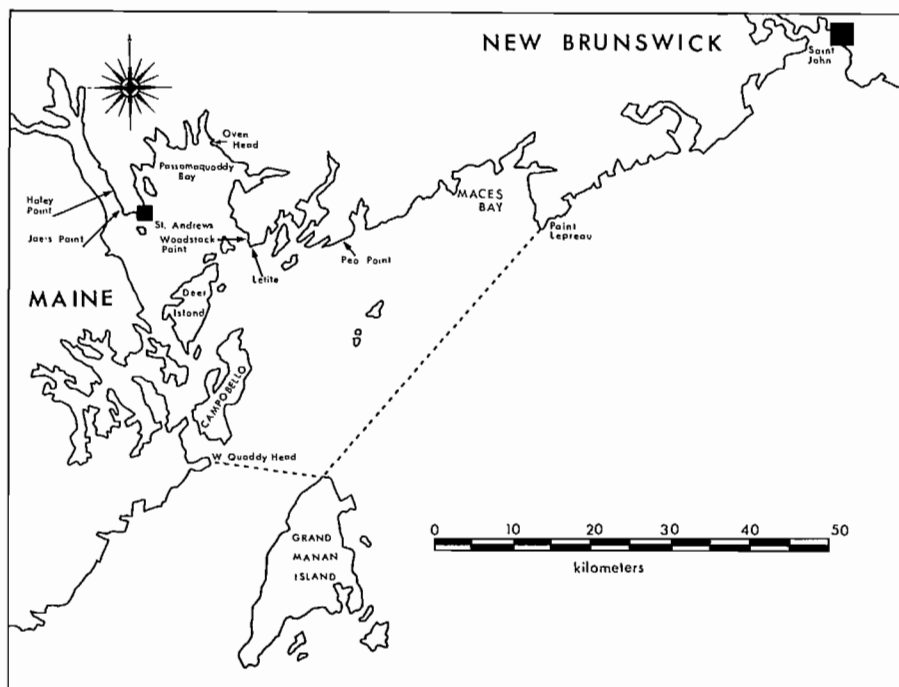 NEW BRUNSWICK
Saint
John
Oven
Head
Passamaquoddy
Bay
MACES
BAY
Haley
Point
St. Andrews
Joe's Point
Woodstock
Point
Letite
Pea Point
Point
Lepreau
MAINE
Deer
Island
CAMPOBELLO
W Quoddy Head
GRAND
MANAN
ISLAND
0 10 20 30 40 50
kilometers